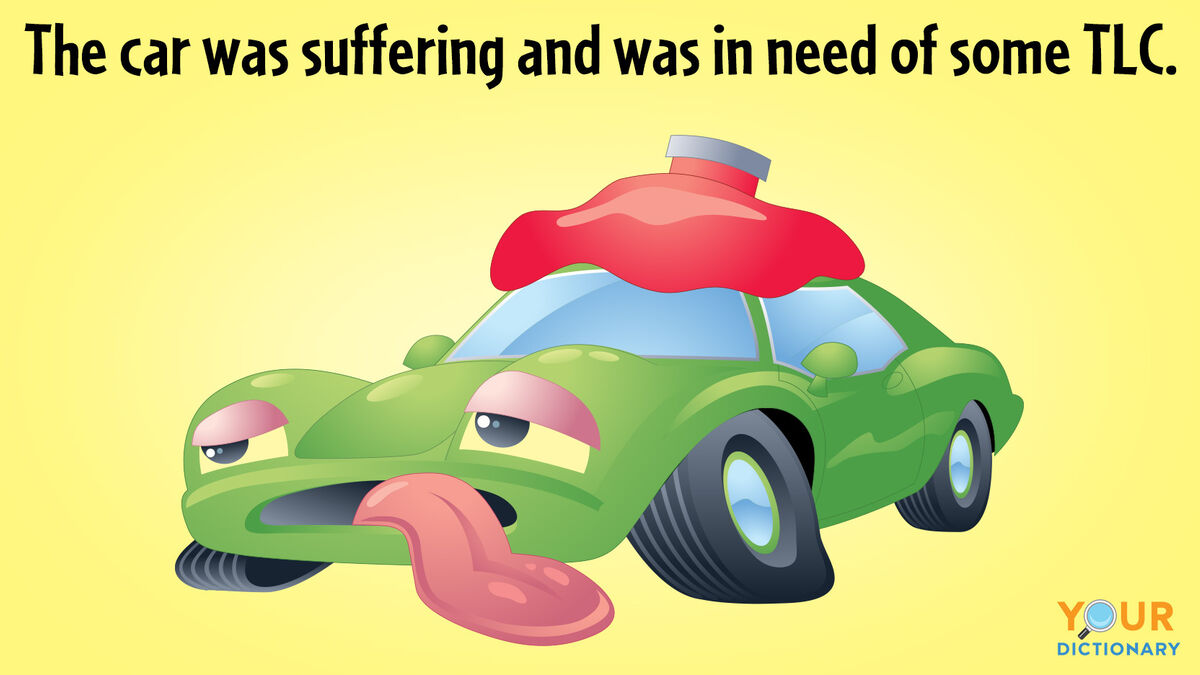 The car was suffering and was in need of some TLC.
YOUR
DICTIONARY